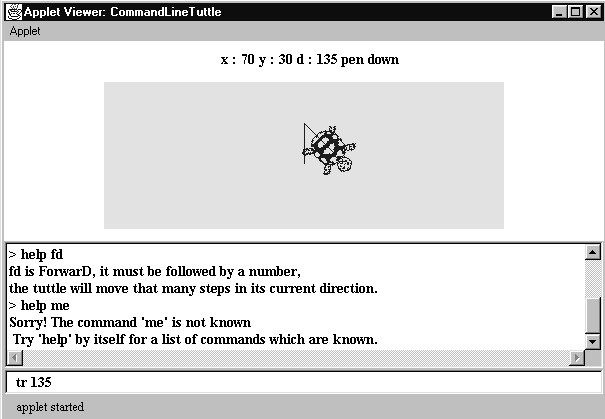 Applet Viewer: CommandLineTuttle
Applet
x : 70 y : 30 d : 135 pen down
> help fd
fd is ForwarD, it must be followed by a number,
the tuttle will move that many steps in its current direction.
> help me
Sorry! The command 'me' is not known
Try 'help' by itself for a list of commands which are known.
tr 135
applet started